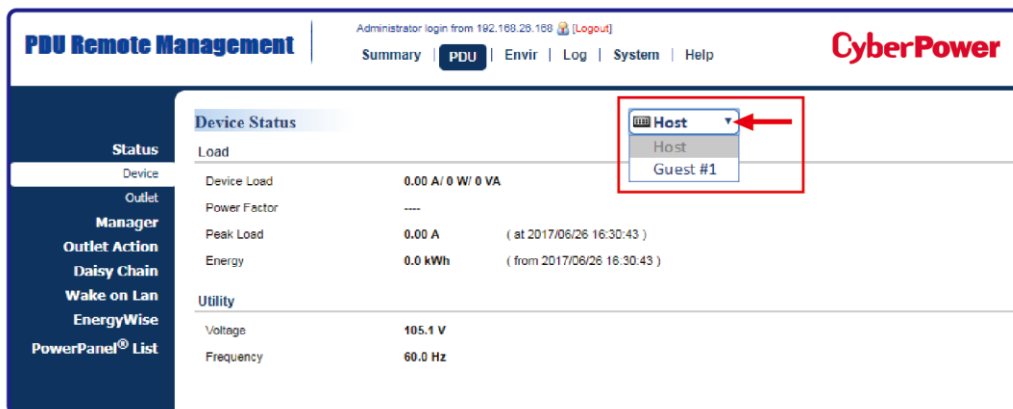 Administrator login from 192.168.26.168 [Logout]
PDU Remote Management
Summary | PDU | Envir | Log | System | Help
CyberPower
Device Status
Host
Host
Guest #1
Status
Device
Outlet
Manager
Outlet Action
Daisy Chain
Wake on Lan
EnergyWise
PowerPanel® List
Load
Device Load 0.00 A/ 0 W/ 0 VA
Power Factor ----
Peak Load 0.00 A ( at 2017/06/26 16:30:43 )
Energy 0.0 kWh ( from 2017/06/26 16:30:43 )
Utility
Voltage 105.1 V
Frequency 60.0 Hz